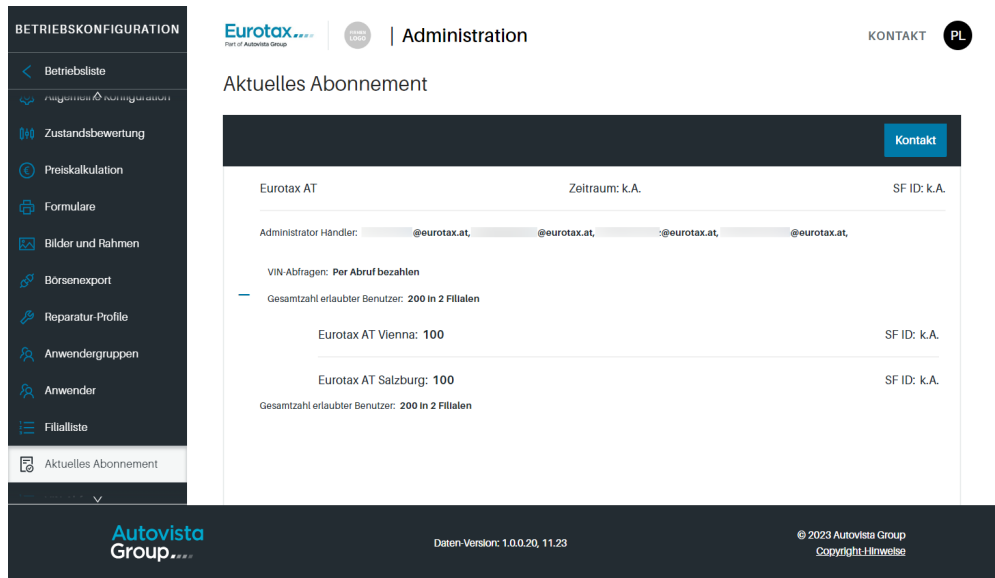 BETRIEBSKONFIGURATION
Betriebsliste
Allgemeine Konfiguration
Zustandsbewertung
Preiskalkulation
Formulare
Bilder und Rahmen
Börsenexport
Reparatur-Profile
Anwendergruppen
Anwender
Filialliste
Aktuelles Abonnement
Eurotax....
Part of Autovista Group
| Administration
KONTAKT
PL
Aktuelles Abonnement
Kontakt
Eurotax AT Zeitraum: k.A. SF ID: k.A.
Administrator Händler: @eurotax.at, @eurotax.at, @eurotax.at, @eurotax.at,
VIN-Abfragen: Per Abruf bezahlen
Gesamtzahl erlaubter Benutzer: 200 in 2 Filialen
Eurotax AT Vienna: 100 SF ID: k.A.
Eurotax AT Salzburg: 100 SF ID: k.A.
Gesamtzahl erlaubter Benutzer: 200 in 2 Filialen
Autovista
Group....
Daten-Version: 1.0.0.20, 11.23
© 2023 Autovista Group
Copyright-Hinweise